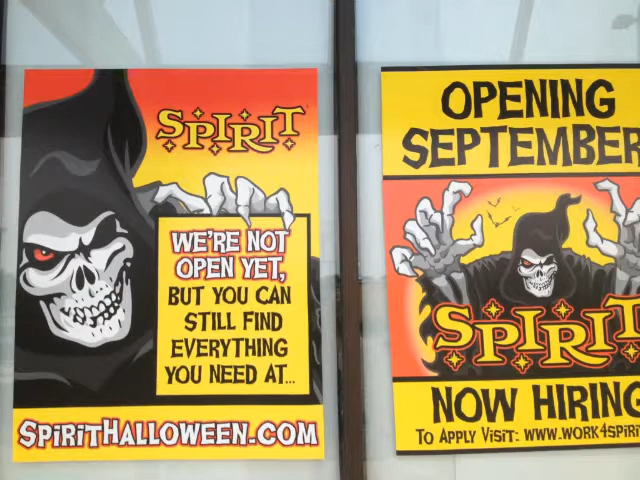 SPIRIT
WE'RE NOT
OPEN YET,
BUT YOU CAN
STILL FIND
EVERYTHING
YOU NEED AT...
SPIRITHALLOWEEN.COM
OPENING
SEPTEMBER
SPIRIT
NOW HIRING
TO APPLY VISIT: WWW.WORK4SPIRI